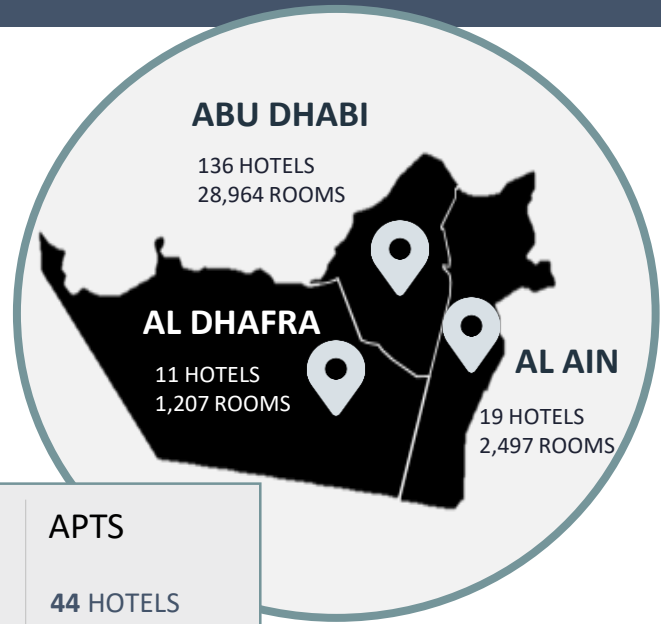 ABU DHABI
136 HOTELS
28,964 ROOMS
AL DHAFRA
11 HOTELS
1,207 ROOMS
AL AIN
19 HOTELS
2,497 ROOMS
APTS
44 HOTELS